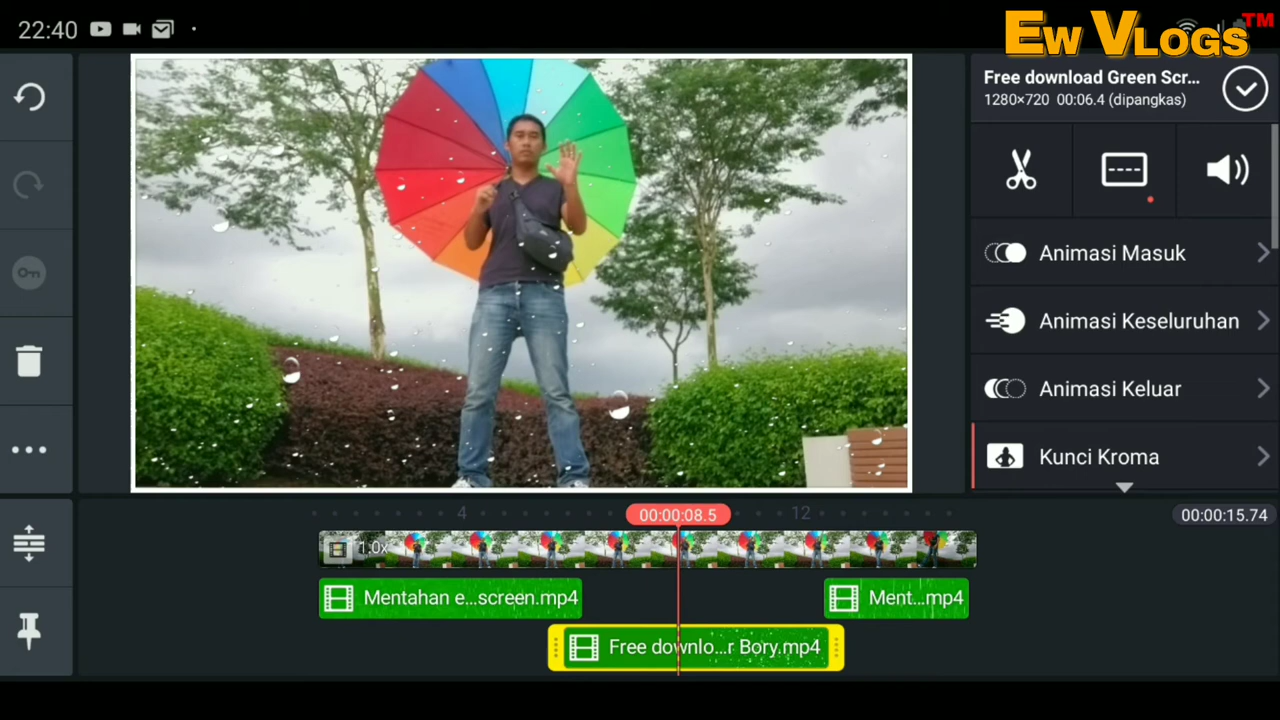 22:40
EW VLOGS™
Free download Green Scr...
1280×720 00:06.4 (dipangkas)
Animasi Masuk
Animasi Keseluruhan
Animasi Keluar
Kunci Kroma
4
00:00:08.5
12
00:00:15.74
1.0x
Mentahan e...screen.mp4
Ment...mp4
Free downlo...r Bory.mp4